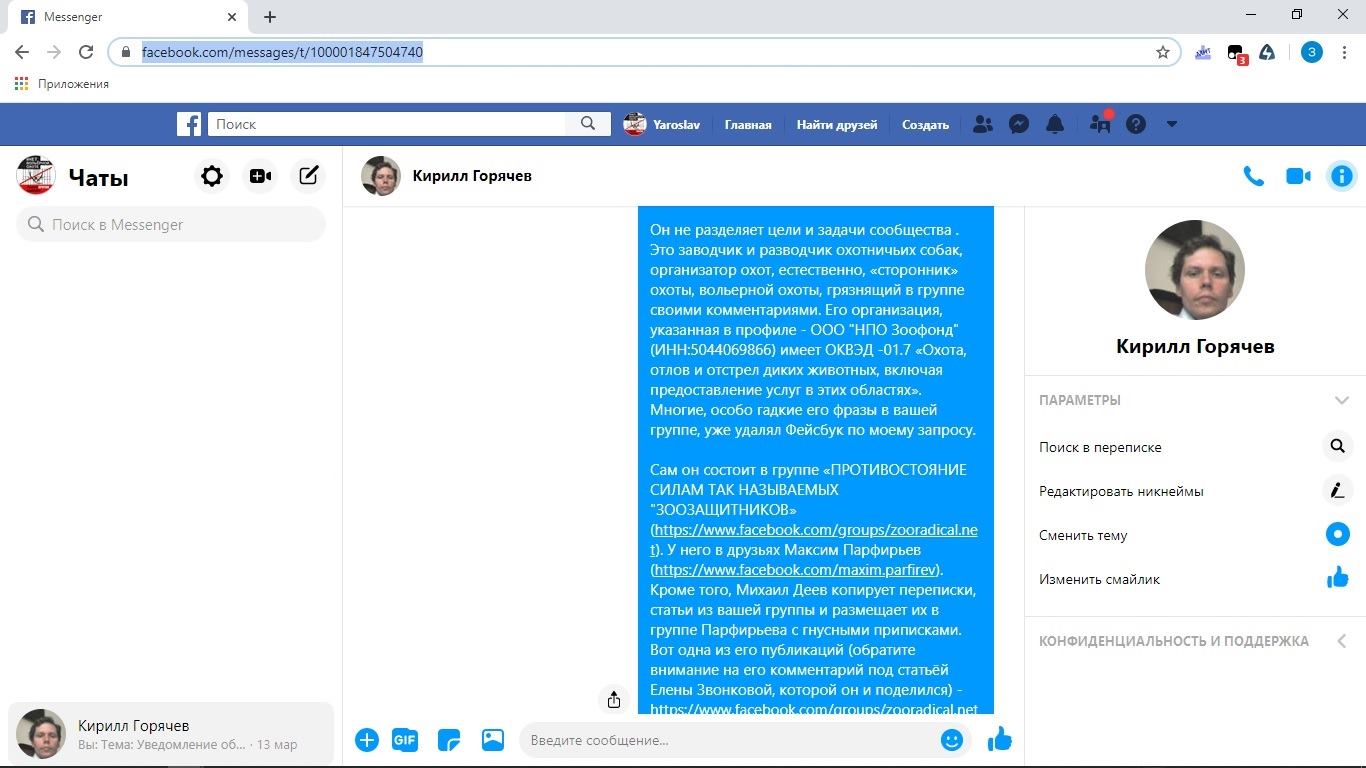 Messenger
facebook.com/messages/t/100001847504740
3
З
Приложения
Поиск
Yaroslav
Главная
Найти друзей
Создать
Чаты
Поиск в Messenger
Кирилл Горячев
Он не разделяет цели и задачи сообщества .
Это заводчик и разводчик охотничьих собак,
организатор охот, естественно, «сторонник»
охоты, вольерной охоты, грязнящий в группе
своими комментариями. Его организация,
указанная в профиле - ООО "НПО Зоофонд"
(ИНН:5044069866) имеет ОКВЭД -01.7 «Охота,
отлов и отстрел диких животных, включая
предоставление услуг в этих областях».
Многие, особо гадкие его фразы в вашей
группе, уже удалял Фейсбук по моему запросу.
Сам он состоит в группе «ПРОТИВОСТОЯНИЕ
СИЛАМ ТАК НАЗЫВАЕМЫХ
"ЗООЗАЩИТНИКОВ»
(https://www.facebook.com/groups/zooradical.ne
t). У него в друзьях Максим Парфирьев
(https://www.facebook.com/maxim.parfirev).
Кроме того, Михаил Деев копирует переписки,
статьи из вашей группы и размещает их в
группе Парфирьева с гнусными приписками.
Вот одна из его публикаций (обратите
внимание на его комментарий под статьёй
Елены Звонковой, которой он и поделился) -
https://www.facebook.com/groups/zooradical.net
Кирилл Горячев
ПАРАМЕТРЫ
Поиск в переписке
Редактировать никнеймы
Сменить тему
Изменить смайлик
КОНФИДЕНЦИАЛЬНОСТЬ И ПОДДЕРЖКА
Кирилл Горячев
Вы: Тема: Уведомление об... · 13 мар
GIF
Введите сообщение...